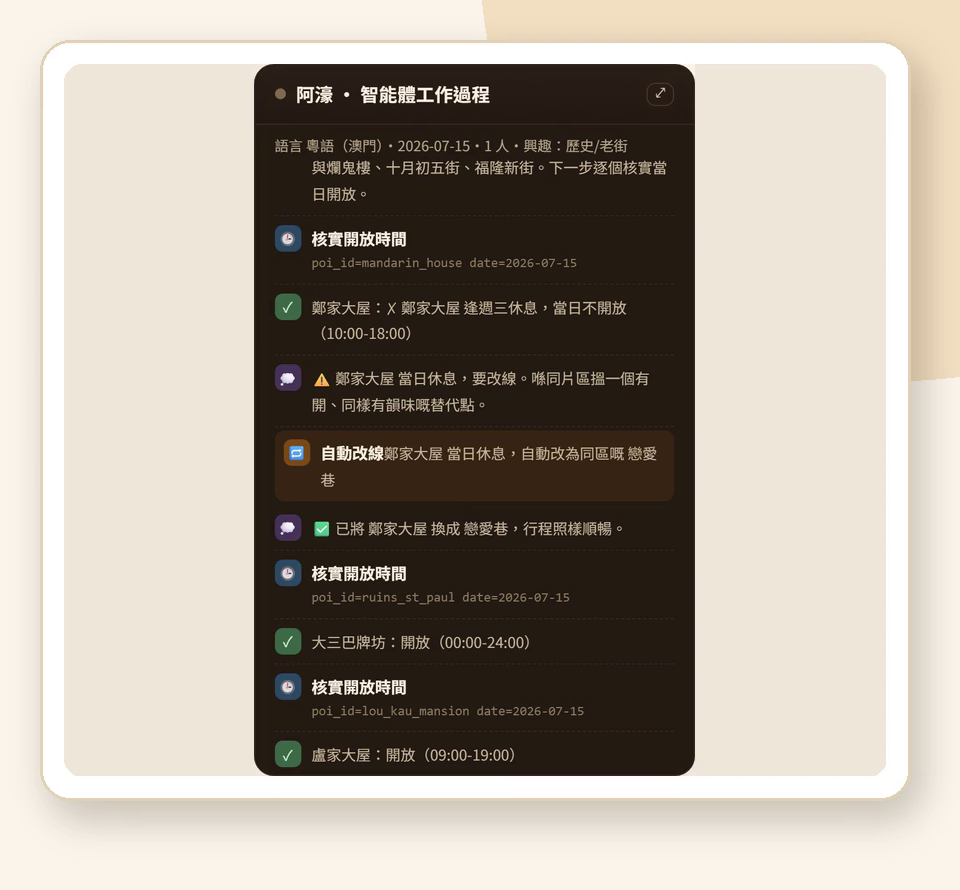 阿濠 • 智能體工作過程
語言 粵語（澳門）• 2026-07-15 • 1 人 • 興趣：歷史/老街
與爛鬼樓、十月初五街、福隆新街。下一步逐個核實當
日開放。
核實開放時間
poi_id=mandarin_house date=2026-07-15
鄭家大屋：✗ 鄭家大屋 逢週三休息，當日不開放
（10:00-18:00）
⚠️ 鄭家大屋 當日休息，要改線。喺同片區搵一個有
開、同樣有韻味嘅替代點。
自動改線鄭家大屋 當日休息，自動改為同區嘅 戀愛
巷
✅ 已將 鄭家大屋 換成 戀愛巷，行程照樣順暢。
核實開放時間
poi_id=ruins_st_paul date=2026-07-15
大三巴牌坊：開放（00:00-24:00）
核實開放時間
poi_id=lou_kau_mansion date=2026-07-15
盧家大屋：開放（09:00-19:00）